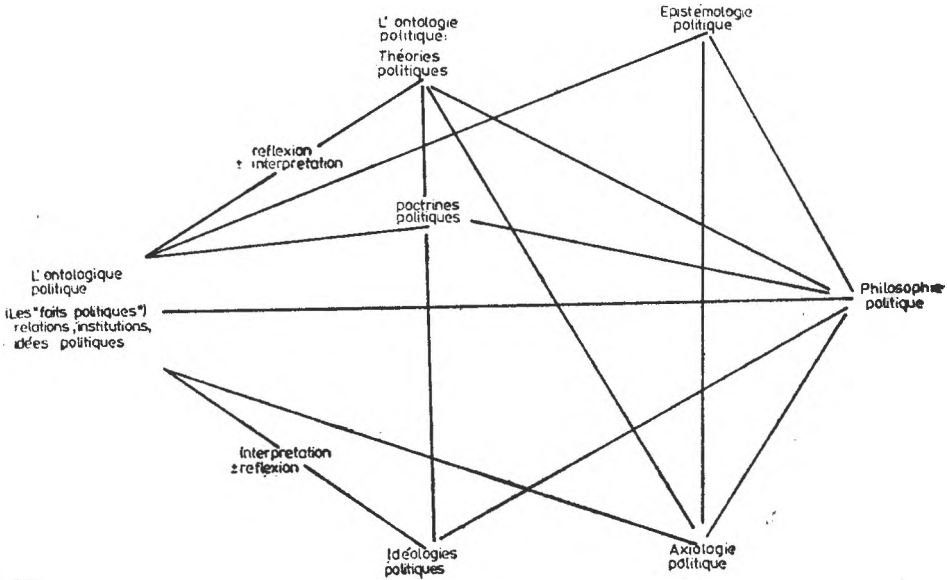 Epistémologie
politique
L' ontologie
politique:
Théories
politiques
reflexion
± interpretation
poctrines
politiques
L' ontologique
politique
(Les "faits politiques")
relations, institutions,
idées politiques
Philosophie
politique
Interpretation
± reflexion
Idéologies
politiques
Axiologie
politique